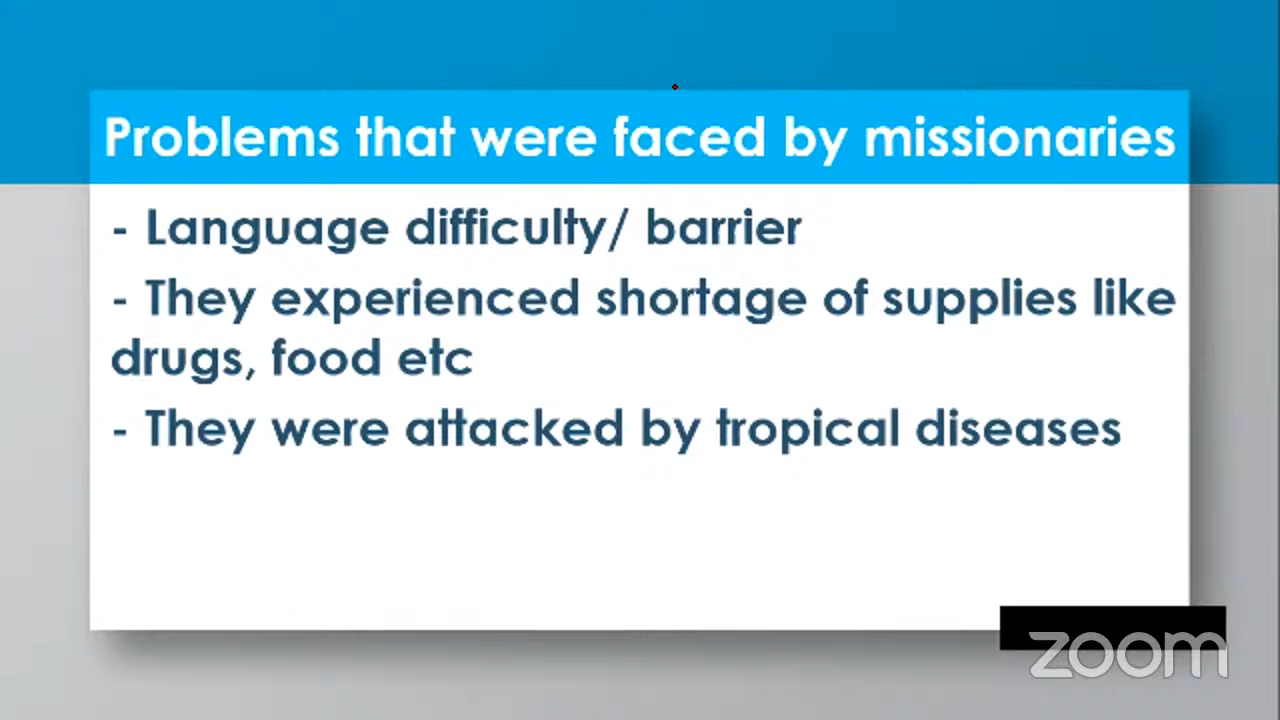 Problems that were faced by missionaries
- Language difficulty/ barrier
- They experienced shortage of supplies like
drugs, food etc
- They were attacked by tropical diseases
zoom